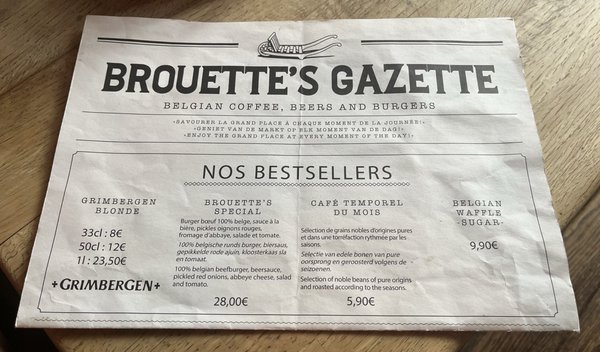 BROUETTE'S GAZETTE
BELGIAN COFFEE, BEERS AND BURGERS
«SAVOURER LA GRAND PLACE À CHAQUE MOMENT DE LA JOURNÉE!»
«GENIET VAN DE MARKT OP ELK MOMENT VAN DE DAG!»
«ENJOY THE GRAND PLACE AT EVERY MOMENT OF THE DAY!»
NOS BESTSELLERS
GRIMBERGEN
BLONDE
33cl : 8€
50cl : 12€
1l : 23,50€
+GRIMBERGEN+
BROUETTE'S
SPECIAL
Burger bœuf 100% belge, sauce à la
bière, pickles oignons rouges,
fromage d'abbaye, salade et tomate.
100% belgische runds burger, biersaus,
gepikkelde rode ajuin, kloosterkaas sla
en tomaat.
100% belgian beefburger, beersauce,
pickled red onions, abbeye cheese, salad
and tomato.
28,00€
CAFÉ TEMPOREL
DU MOIS
Sélection de grains nobles d'origines pures
et dans une torréfaction rythmée par les
saisons.
Selectie van edele bonen van pure
oorsprong en geroosterd volgens de
seizoenen.
Selection of noble beans of pure origins
and roasted according to the seasons.
5,90€
BELGIAN
WAFFLE
-SUGAR-
9,90€